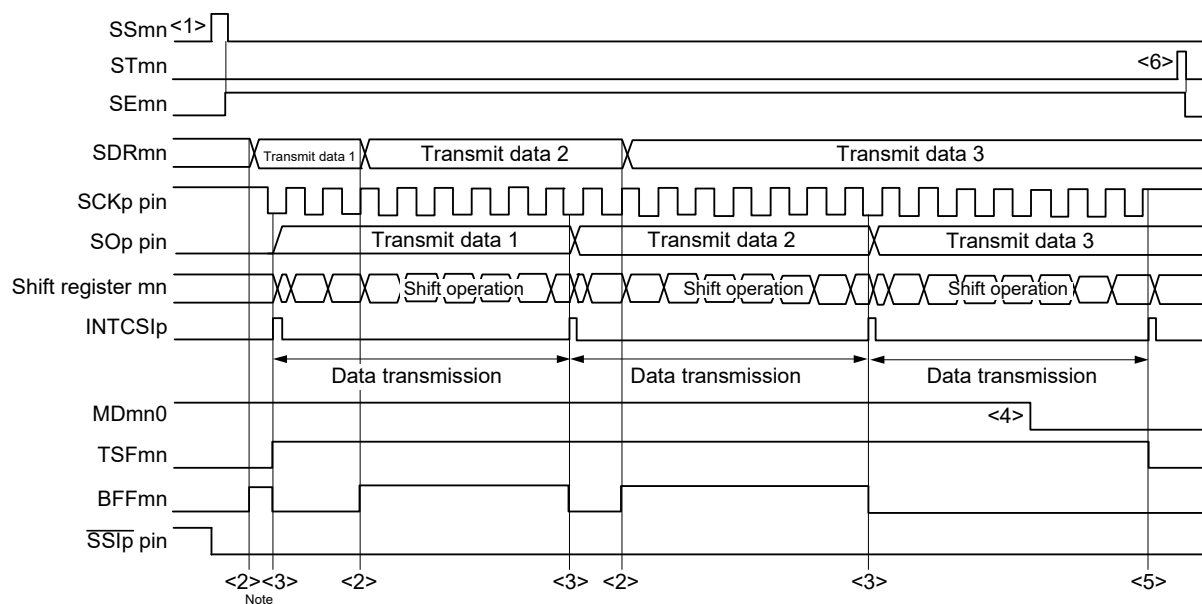 SSmn <1>
STmn <6>
SEmn
SDRmn Transmit data 1 Transmit data 2 Transmit data 3
SCKp pin
SOp pin Transmit data 1 Transmit data 2 Transmit data 3
Shift register mn Shift operation Shift operation Shift operation
INTCSIp
Data transmission Data transmission Data transmission
MDmn0 <4>
TSFmn
BFFmn
SSIp pin
<2> <3> <2> <3> <2> <3> <5>
Note